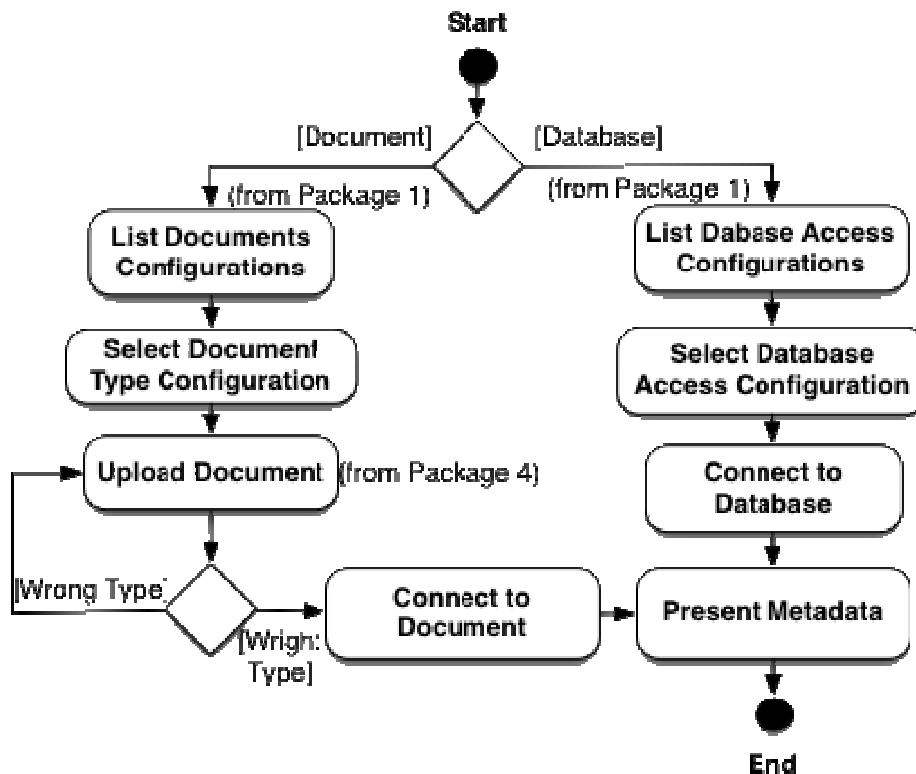 Start
[Document]
[Database]
(from Package 1)
(from Package 1)
List Documents
Configurations
List Dabase Access
Configurations
Select Document
Type Configuration
Select Database
Access Configuration
Upload Document
(from Package 4)
Connect to
Database
[Wrong Type]
[Wright
Type]
Connect to
Document
Present Metadata
End